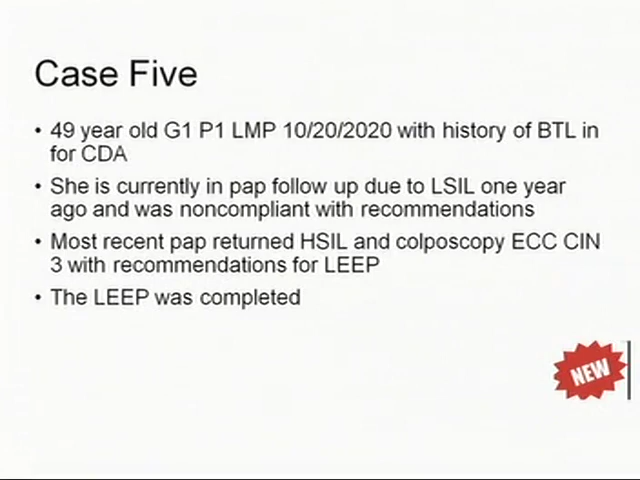 Case Five
• 49 year old G1 P1 LMP 10/20/2020 with history of BTL in
for CDA
• She is currently in pap follow up due to LSIL one year
ago and was noncompliant with recommendations
• Most recent pap returned HSIL and colposcopy ECC CIN
3 with recommendations for LEEP
• The LEEP was completed
NEW